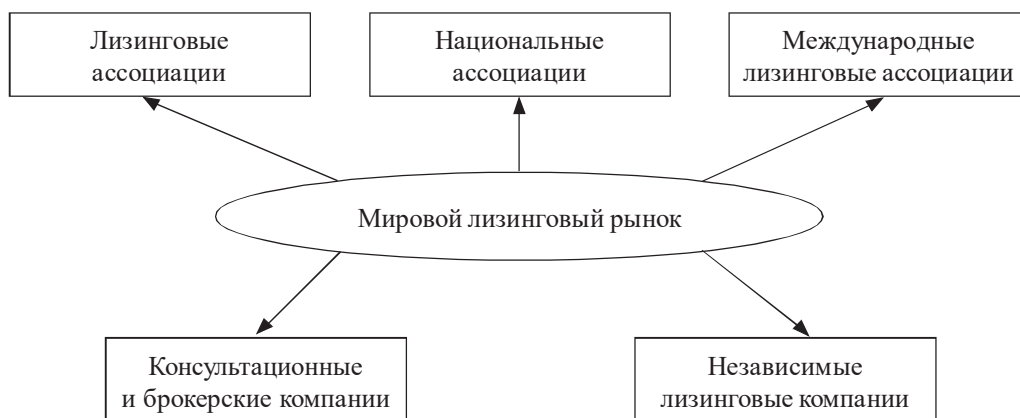 Лизинговые
ассоциации
Национальные
ассоциации
Международные
лизинговые ассоциации
Мировой лизинговый рынок
Консультационные
и брокерские компании
Независимые
лизинговые компании